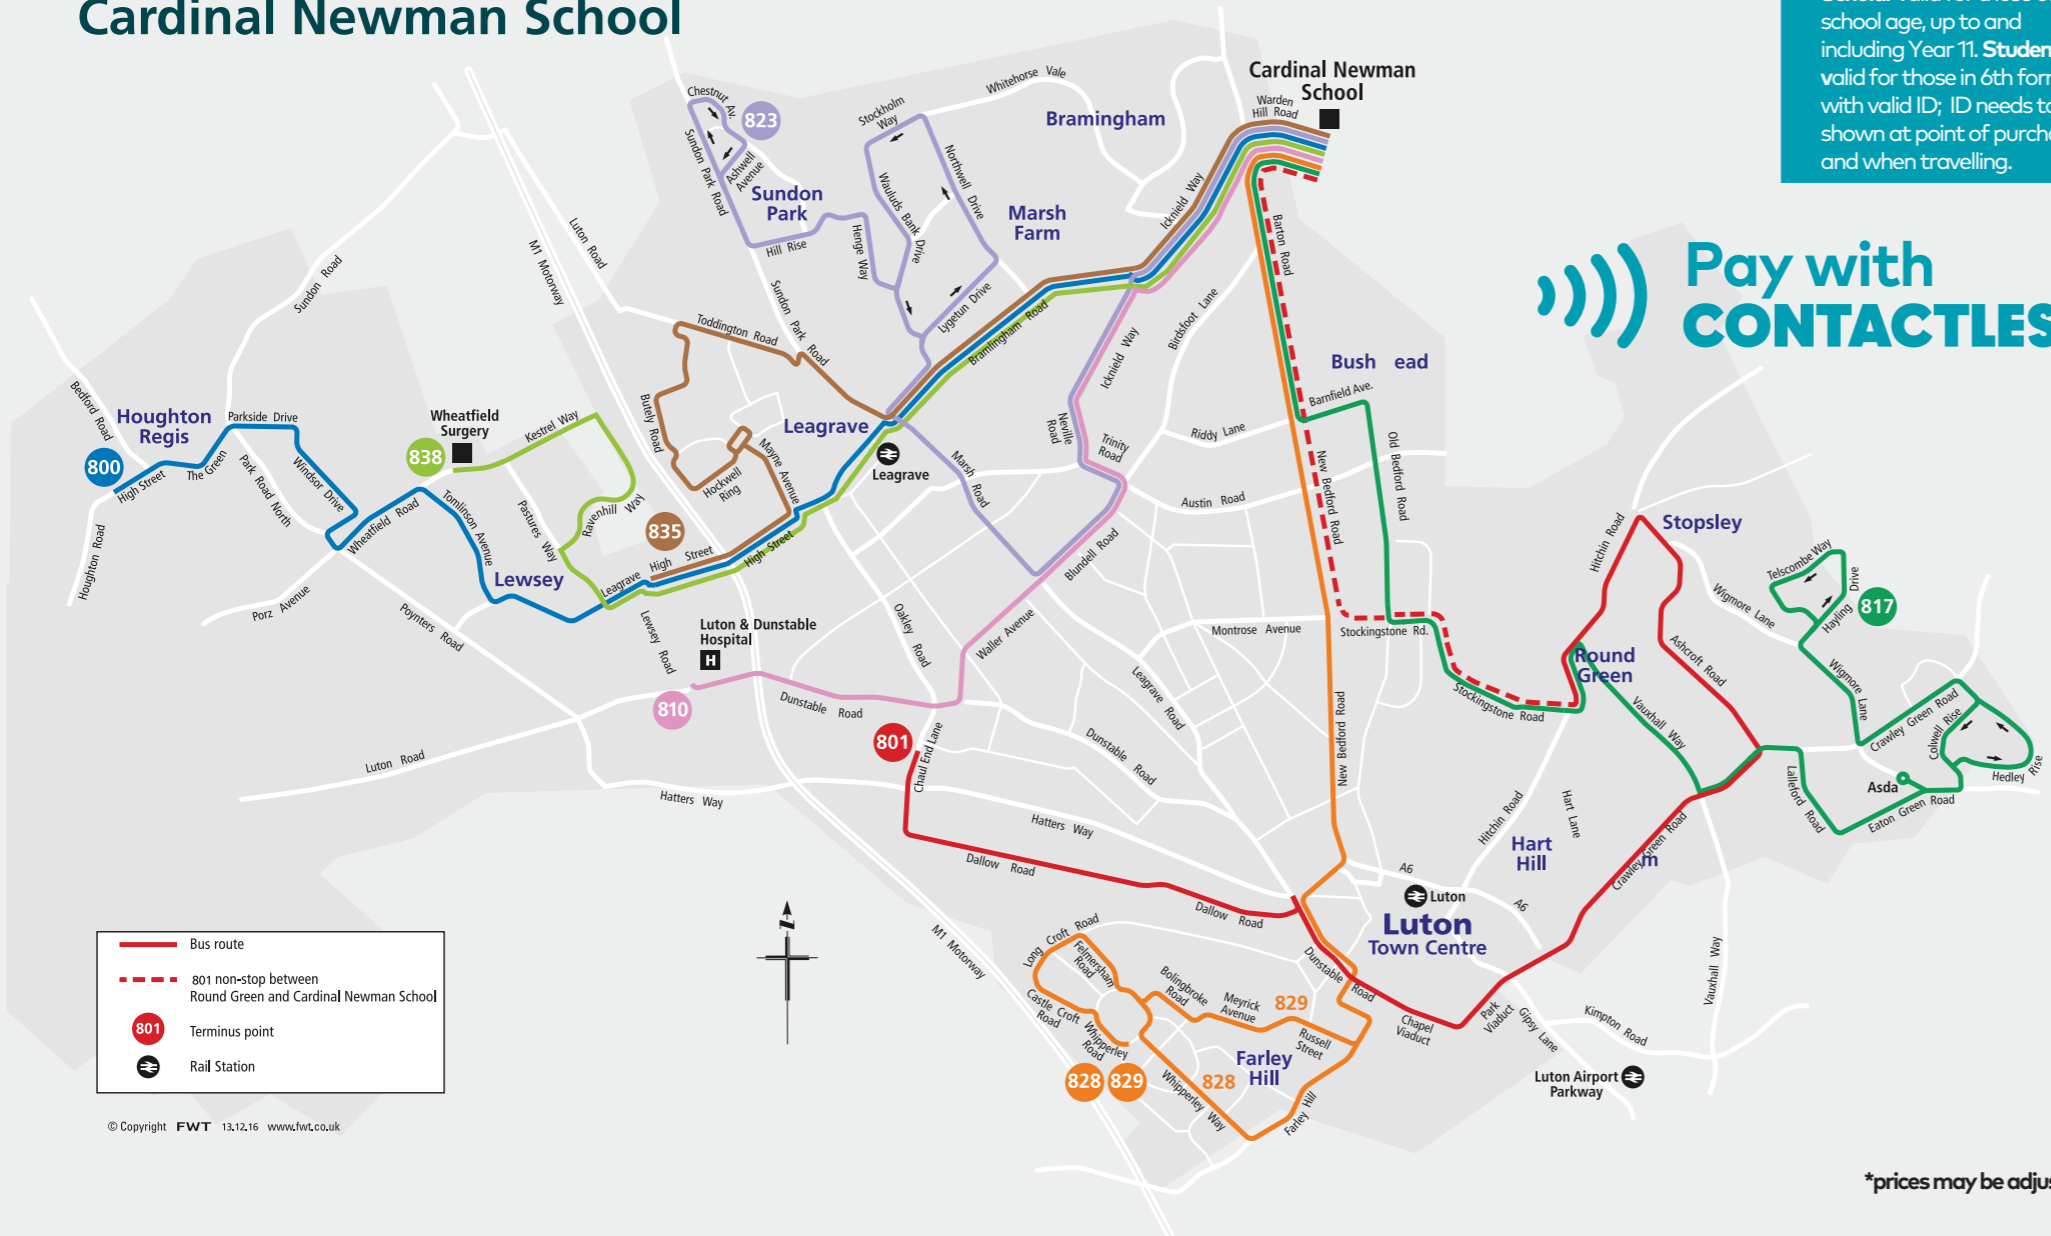 Cardinal Newman School
school age, up to and
including Year 11. Studen
valid for those in 6th for
with valid ID; ID needs to
shown at point of purch
and when travelling.
Pay with
CONTACTLES
*prices may be adju
Cardinal Newman
School
Warden
Hill Road
Whitehorse Vale
Bramingham
Stockholm
Way
Chestnut Av.
823
Sundon Park Road
Ashwell
Avenue
Sundon
Park
Wauluds Bank Drive
Northwell Drive
Marsh
Farm
Icknield Way
Barton Road
Hill Rise
Henge Way
Lygetun Drive
Luton Road
M1 Motorway
Sundon Road
Sundon Park Road
Toddington Road
Bramlingham Road
Birdsfoot Lane
Icknield Way
Bush ead
Barnfield Ave.
Bedford Road
Houghton
Regis
Parkside Drive
Wheatfield
Surgery
838
Kestrel Way
Butely Road
Leagrave
Leagrave
Mayne Avenue
Hockwell
Ring
Marsh Road
Neville
Road
Trinity
Road
Riddy Lane
Austin Road
New Bedford Road
Old Bedford Road
800
High Street
The Green
Park Road North
Windsor Drive
Wheatfield Road
Tomlinson Avenue
Pastures Way
Ravenhill Way
835
High Street
High Street
Leagrave
Lewsey
Houghton Road
Porz Avenue
Poynters Road
Lewsey Road
Luton & Dunstable
Hospital
H
810
Dunstable Road
Oakley Road
Waller Avenue
Blundell Road
Montrose Avenue
Stockingstone Rd.
Stockingstone Road
Leagrave Road
Hitchin Road
Stopsley
Wigmore Lane
Telscombe Way
Hayling Drive
817
Round
Green
Ashcroft Road
Vauxhall Way
Wigmore Lane
Crawley Green Road
Colwell Rise
Hedley Rise
Asda
Eaton Green Road
Lalleford Road
801
Chaul End Lane
Dunstable Road
New Bedford Road
Luton Road
Hatters Way
Hatters Way
Dallow Road
Dallow Road
Hitchin Road
Hart Lane
Hart
Hill
Crawley Green Road
m
A6
A6
Luton
Luton
Town Centre
M1 Motorway
Long Croft Road
Felmersham
Road
Castle Croft
Road
Whipperley
Road
Bolingbroke
Road
Meyrick
Avenue
829
Russell
Street
Dunstable Road
Chapel
Viaduct
Park
Viaduct
Gipsy Lane
Kimpton Road
Vauxhall Way
Luton Airport
Parkway
Farley
Hill
828
828
829
Whipperley Way
Farley Hill
N
Bus route
801 non-stop between
Round Green and Cardinal Newman School
801
Terminus point
Rail Station
© Copyright FWT 13.12.16 www.fwt.co.uk